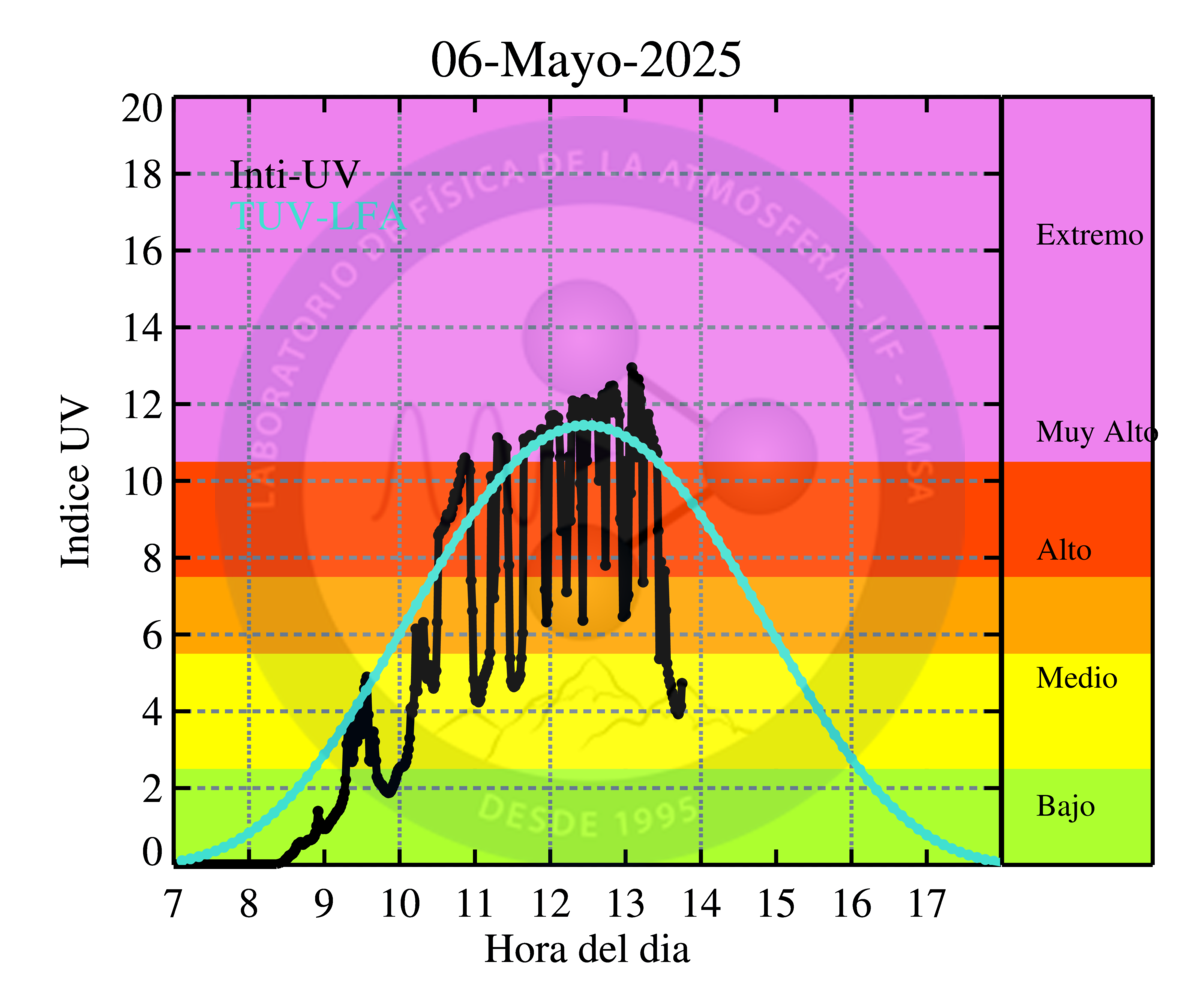 06-Mayo-2025
Inti-UV
TUV-LFA
LABORATORIO DE FÍSICA DE LA ATMÓSFERA - IIF - UMSA
DESDE 1995
Indice UV
20
18
16
14
12
10
8
6
4
2
0
Extremo
Muy Alto
Alto
Medio
Bajo
7 8 9 10 11 12 13 14 15 16 17
Hora del dia